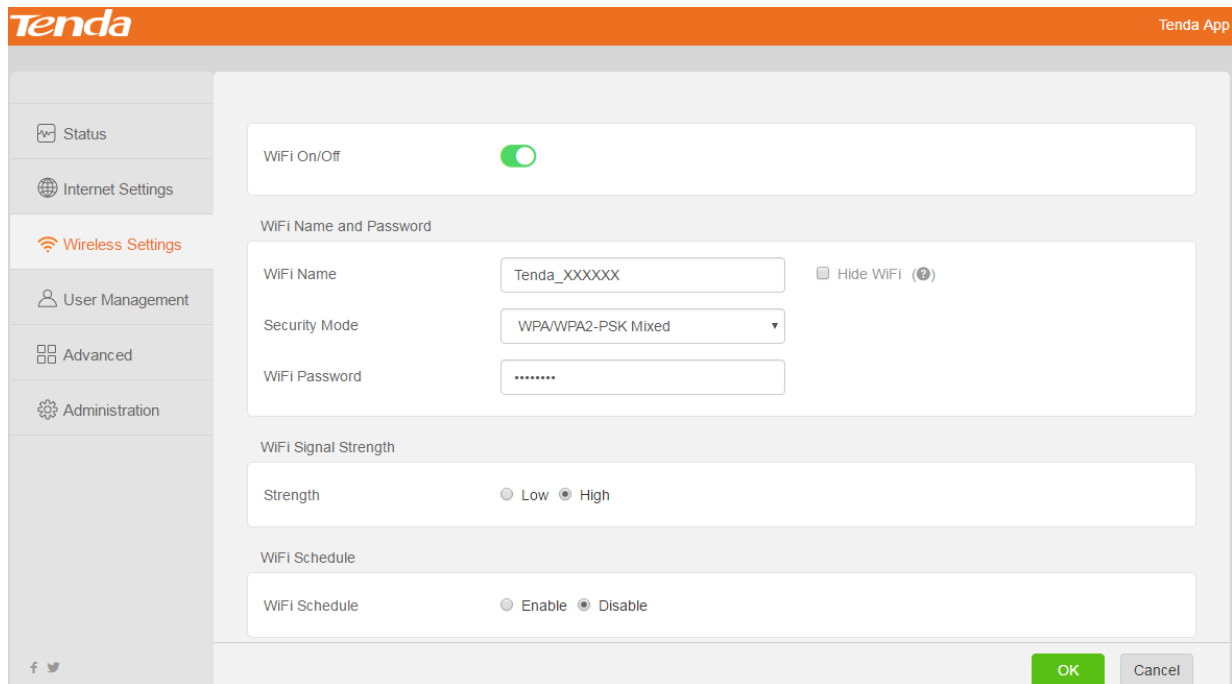 Tenda
Tenda App
Status
Internet Settings
Wireless Settings
User Management
Advanced
Administration
WiFi On/Off
WiFi Name and Password
WiFi Name Tenda_XXXXXX Hide WiFi (?)
Security Mode WPA/WPA2-PSK Mixed
WiFi Password ••••••••
WiFi Signal Strength
Strength Low High
WiFi Schedule
WiFi Schedule Enable Disable
OK Cancel